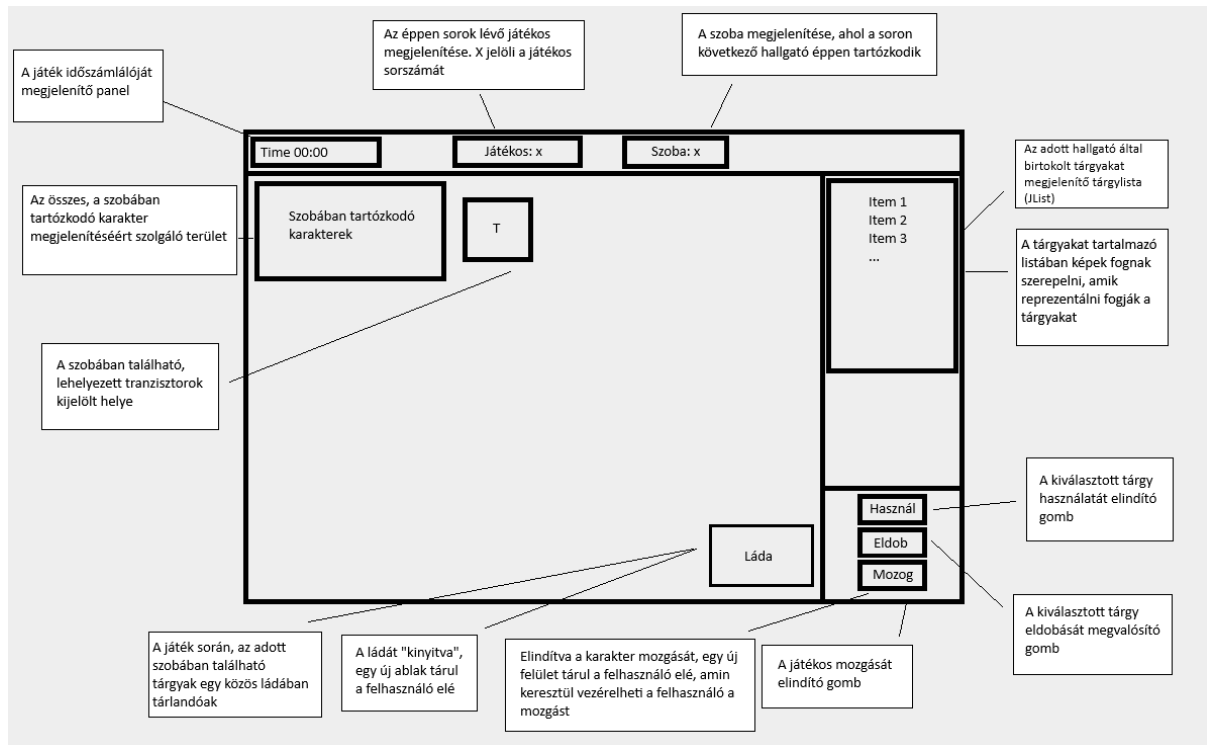 Az éppen sorok lévő játékos
megjelenítése. X jelöli a játékos
sorszámát
A szoba megjelenítése, ahol a soron
következő hallgató éppen tartózkodik
A játék időszámlálóját
megjelenítő panel
Time 00:00
Játékos: x
Szoba: x
Az adott hallgató által
birtokolt tárgyakat
megjelenítő tárgylista
(JList)
Az összes, a szobában
tartózkodó karakter
megjelenítéséért szolgáló terület
Szobában tartózkodó
karakterek
T
Item 1
Item 2
Item 3
...
A tárgyakat tartalmazó
listában képek fognak
szerepelni, amik
reprezentálni fogják a
tárgyakat
A szobában található,
lehelyezett tranzisztorok
kijelölt helye
A kiválasztott tárgy
használatát elindító
gomb
Használ
Eldob
Mozog
Láda
A kiválasztott tárgy
eldobását megvalósító
gomb
A játék során, az adott
szobában található
tárgyak egy közös ládában
tárlandóak
A ládát "kinyitva",
egy új ablak tárul
a felhasználó elé
Elindítva a karakter mozgását, egy új
felület tárul a felhasználó elé, amin
keresztül vezérelheti a felhasználó a
mozgást
A játékos mozgását
elindító gomb